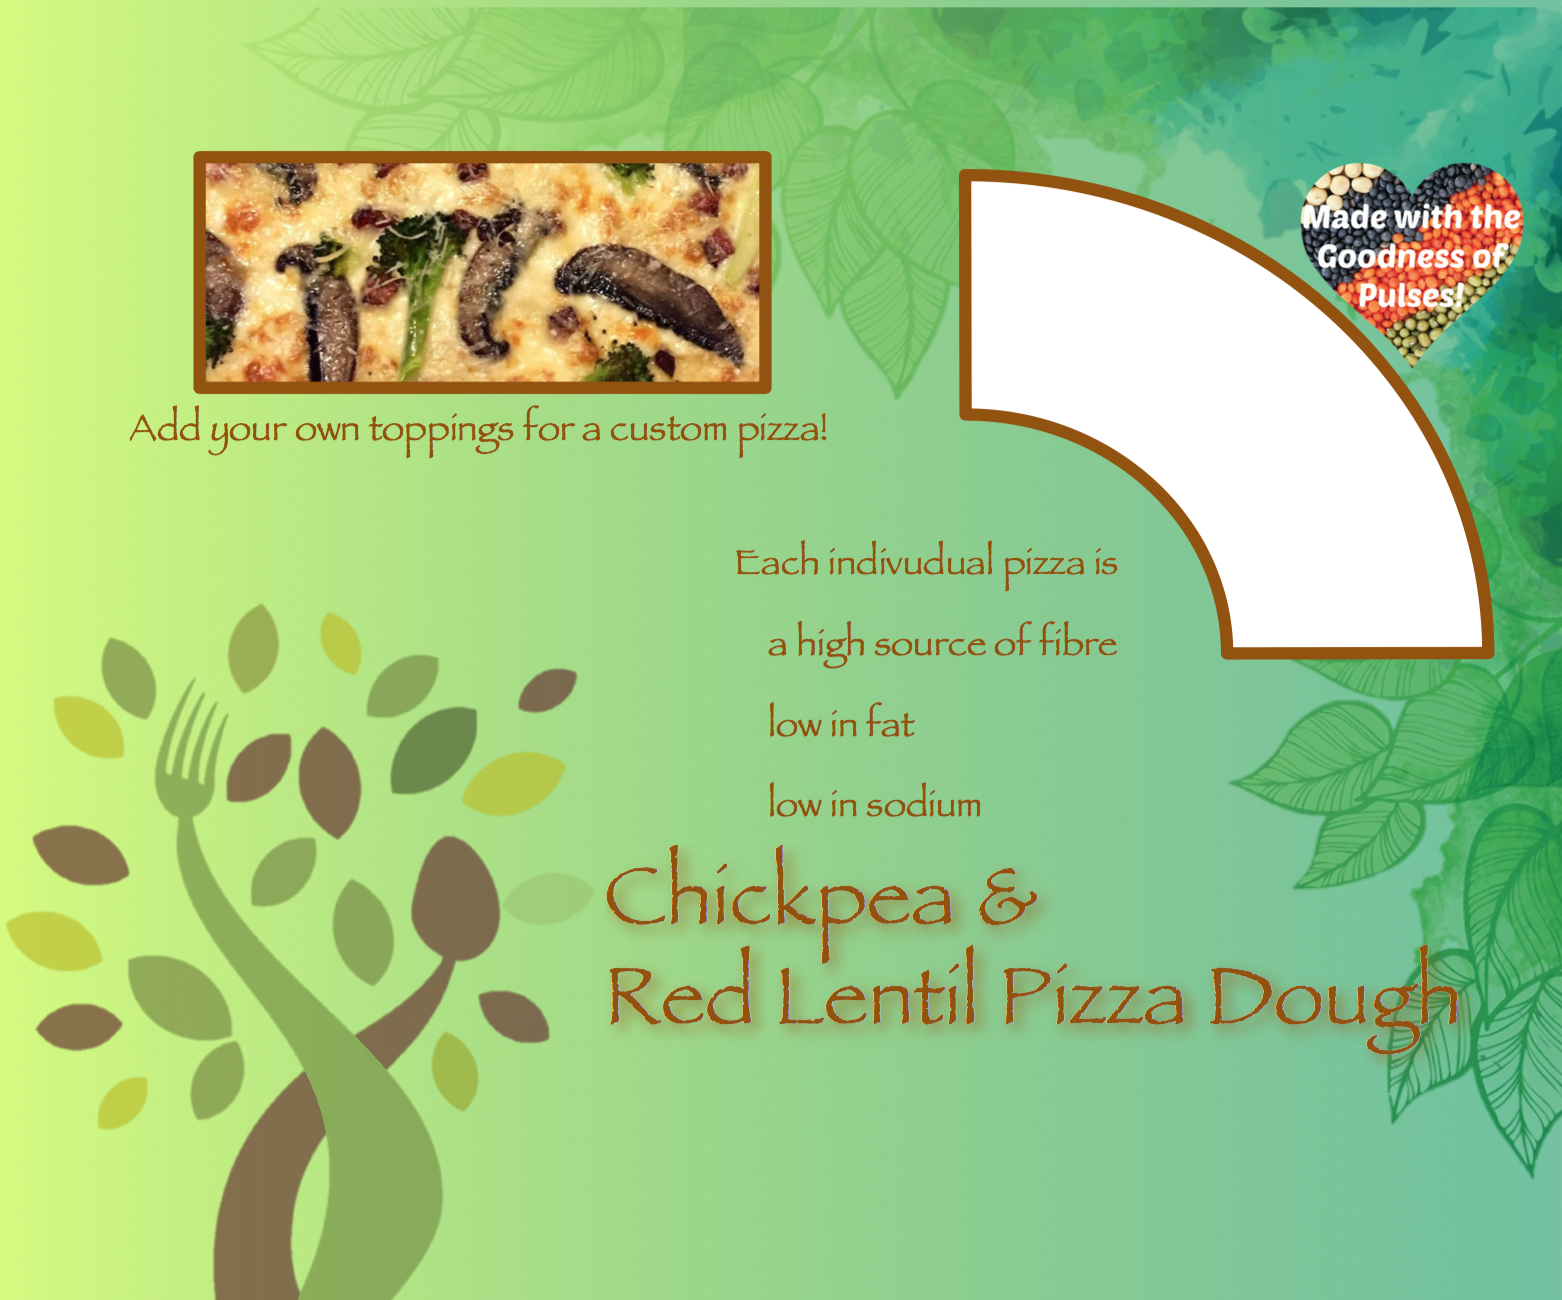 Made with the
Goodness of
Pulses!
Add your own toppings for a custom pizza!
Each indivudual pizza is
a high source of fibre
low in fat
low in sodium
Chickpea &
Red Lentil Pizza Dough